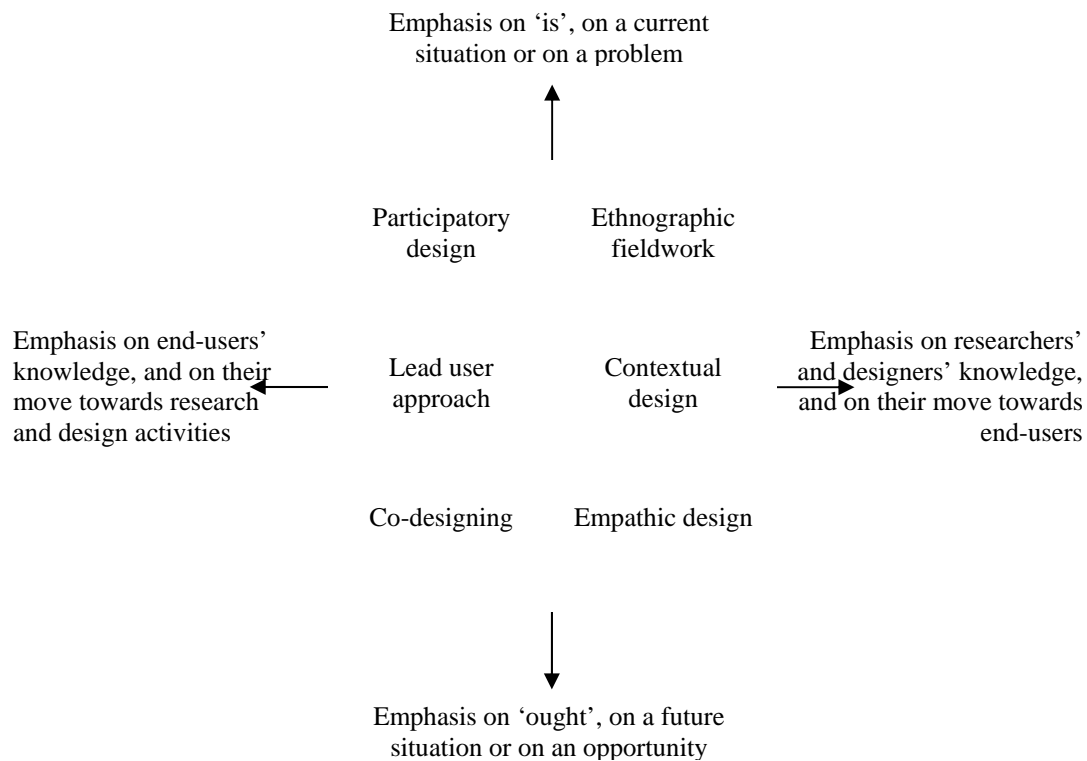 Emphasis on ‘is’, on a current
situation or on a problem
Participatory
design
Ethnographic
fieldwork
Emphasis on end-users’
knowledge, and on their
move towards research
and design activities
Lead user
approach
Contextual
design
Emphasis on researchers’
and designers’ knowledge,
and on their move towards
end-users
Co-designing
Empathic design
Emphasis on ‘ought’, on a future
situation or on an opportunity